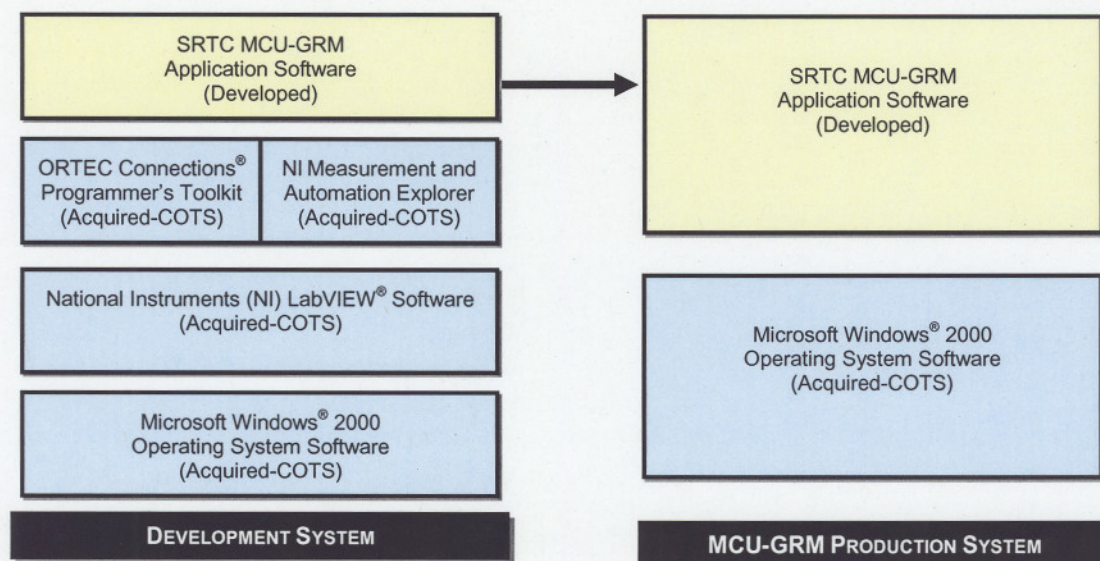 SRTC MCU-GRM
Application Software
(Developed)
ORTEC Connections®
Programmer's Toolkit
(Acquired-COTS)
NI Measurement and
Automation Explorer
(Acquired-COTS)
National Instruments (NI) LabVIEW® Software
(Acquired-COTS)
Microsoft Windows® 2000
Operating System Software
(Acquired-COTS)
DEVELOPMENT SYSTEM
SRTC MCU-GRM
Application Software
(Developed)
Microsoft Windows® 2000
Operating System Software
(Acquired-COTS)
MCU-GRM PRODUCTION SYSTEM